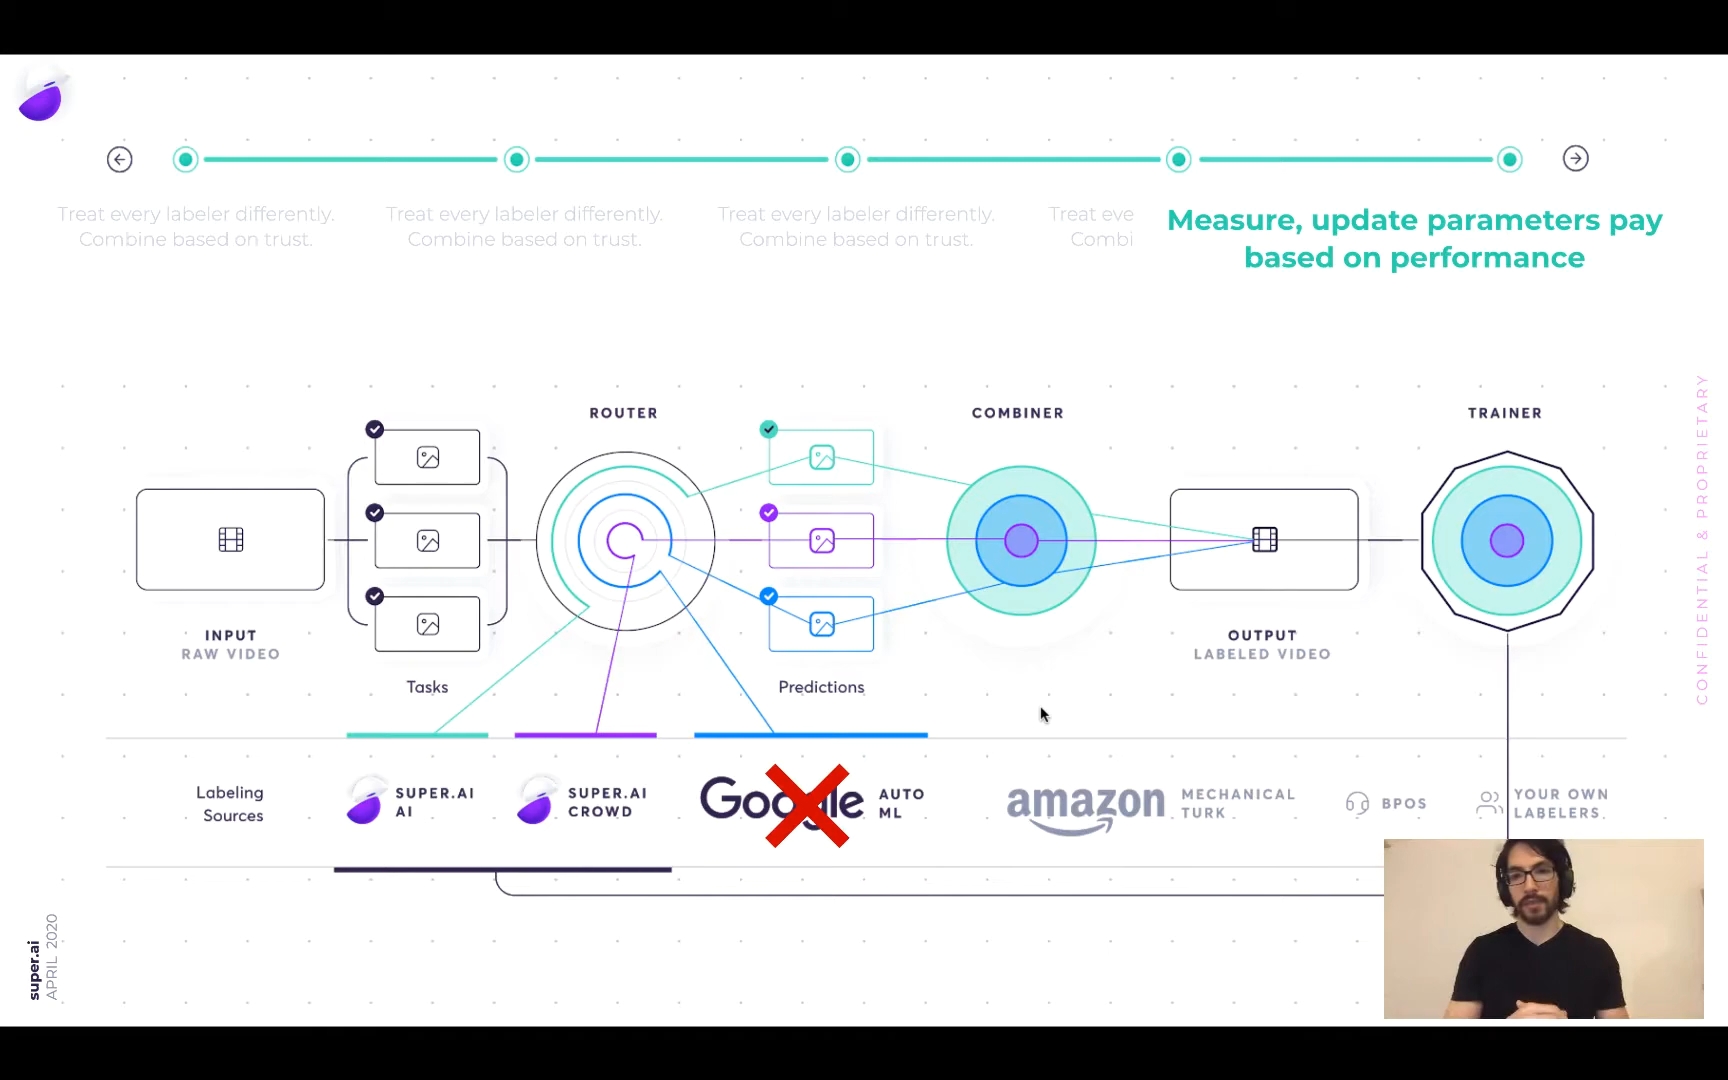 Treat every labeler differently.
Combine based on trust.
Treat every labeler differently.
Combine based on trust.
Treat every labeler differently.
Combine based on trust.
Treat eve
Combi
Measure, update parameters pay
based on performance
ROUTER
COMBINER
TRAINER
INPUT
RAW VIDEO
OUTPUT
LABELED VIDEO
Tasks
Predictions
Labeling
Sources
SUPER.AI
AI
SUPER.AI
CROWD
Google
AUTO
ML
amazon
MECHANICAL
TURK
BPOS
YOUR OWN
LABELERS
CONFIDENTIAL & PROPRIETARY
super.ai
APRIL 2020